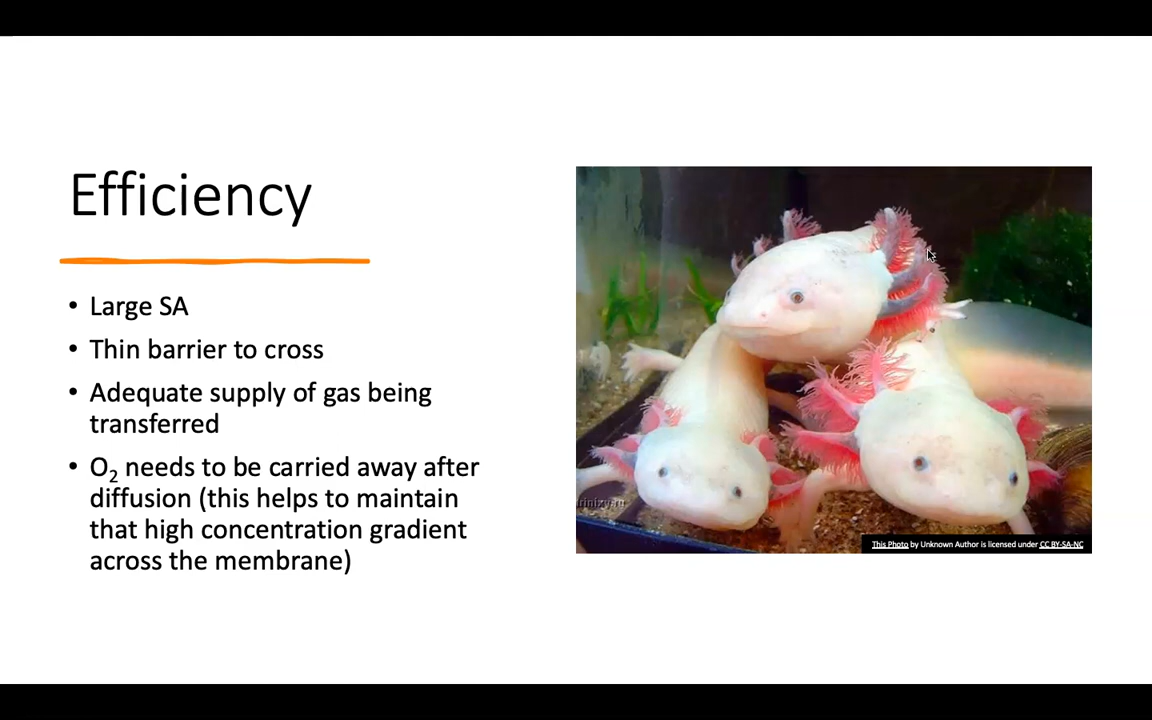 Efficiency
• Large SA
• Thin barrier to cross
• Adequate supply of gas being
transferred
• O₂ needs to be carried away after
diffusion (this helps to maintain
that high concentration gradient
across the membrane)
This Photo by Unknown Author is licensed under CC BY-SA-NC